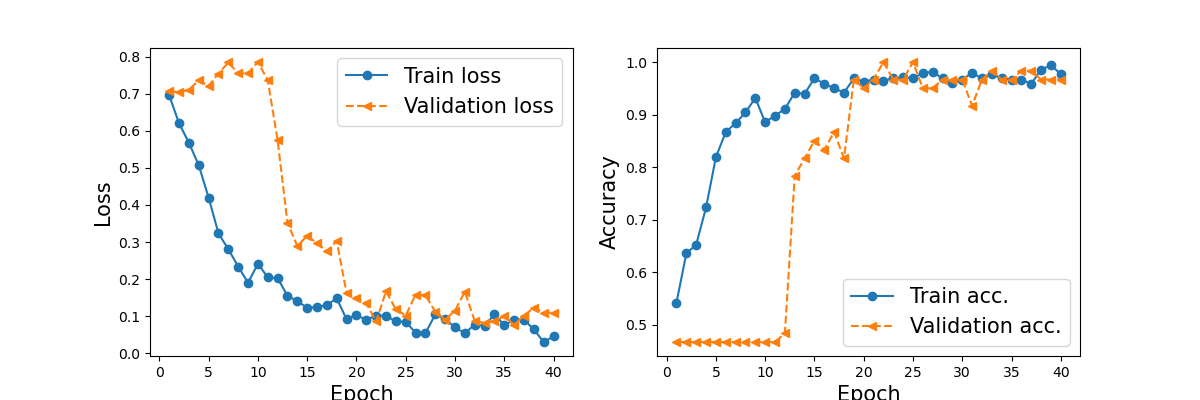 0.8
0.7
0.6
0.5
0.4
0.3
0.2
0.1
0.0
Loss
Train loss
Validation loss
0 5 10 15 20 25 30 35 40
Epoch
1.0
0.9
0.8
0.7
0.6
0.5
Accuracy
Train acc.
Validation acc.
0 5 10 15 20 25 30 35 40
Epoch